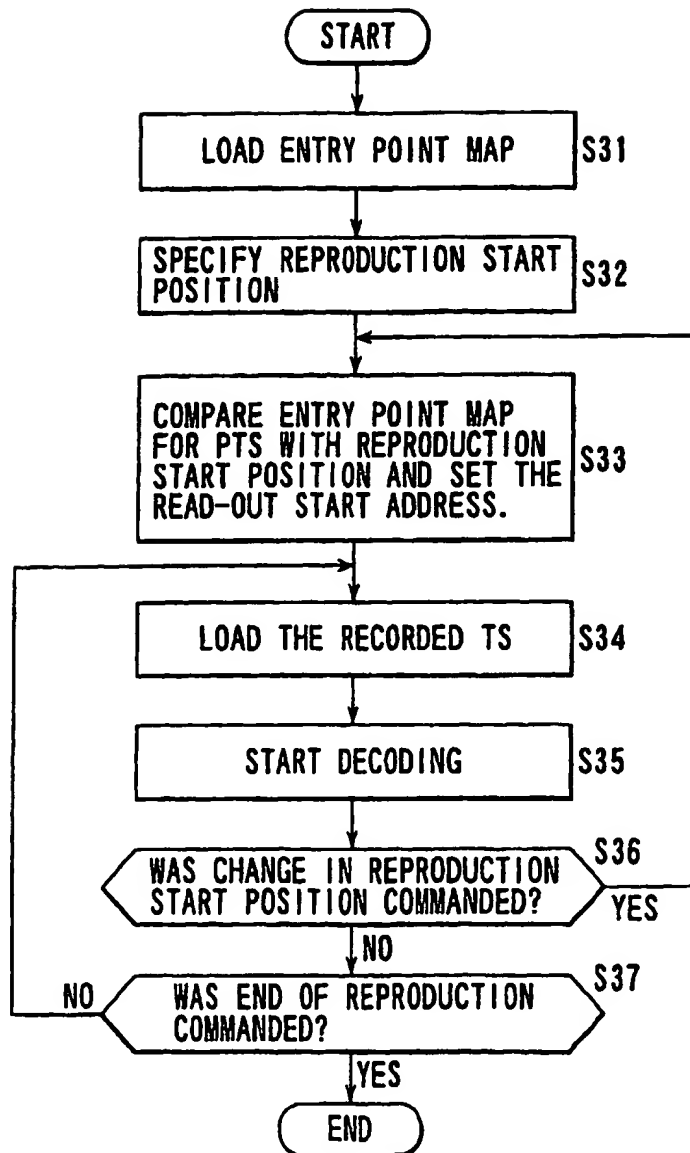 START
LOAD ENTRY POINT MAP
S31
SPECIFY REPRODUCTION START
POSITION
S32
COMPARE ENTRY POINT MAP
FOR PTS WITH REPRODUCTION
START POSITION AND SET THE
READ-OUT START ADDRESS.
S33
LOAD THE RECORDED TS
S34
START DECODING
S35
S36
WAS CHANGE IN REPRODUCTION
START POSITION COMMANDED?
YES
NO
S37
NO
WAS END OF REPRODUCTION
COMMANDED?
YES
END